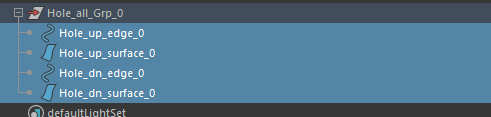 Hole_all_Grp_0
Hole_up_edge_0
Hole_up_surface_0
Hole_dn_edge_0
Hole_dn_surface_0
defaultLightSet